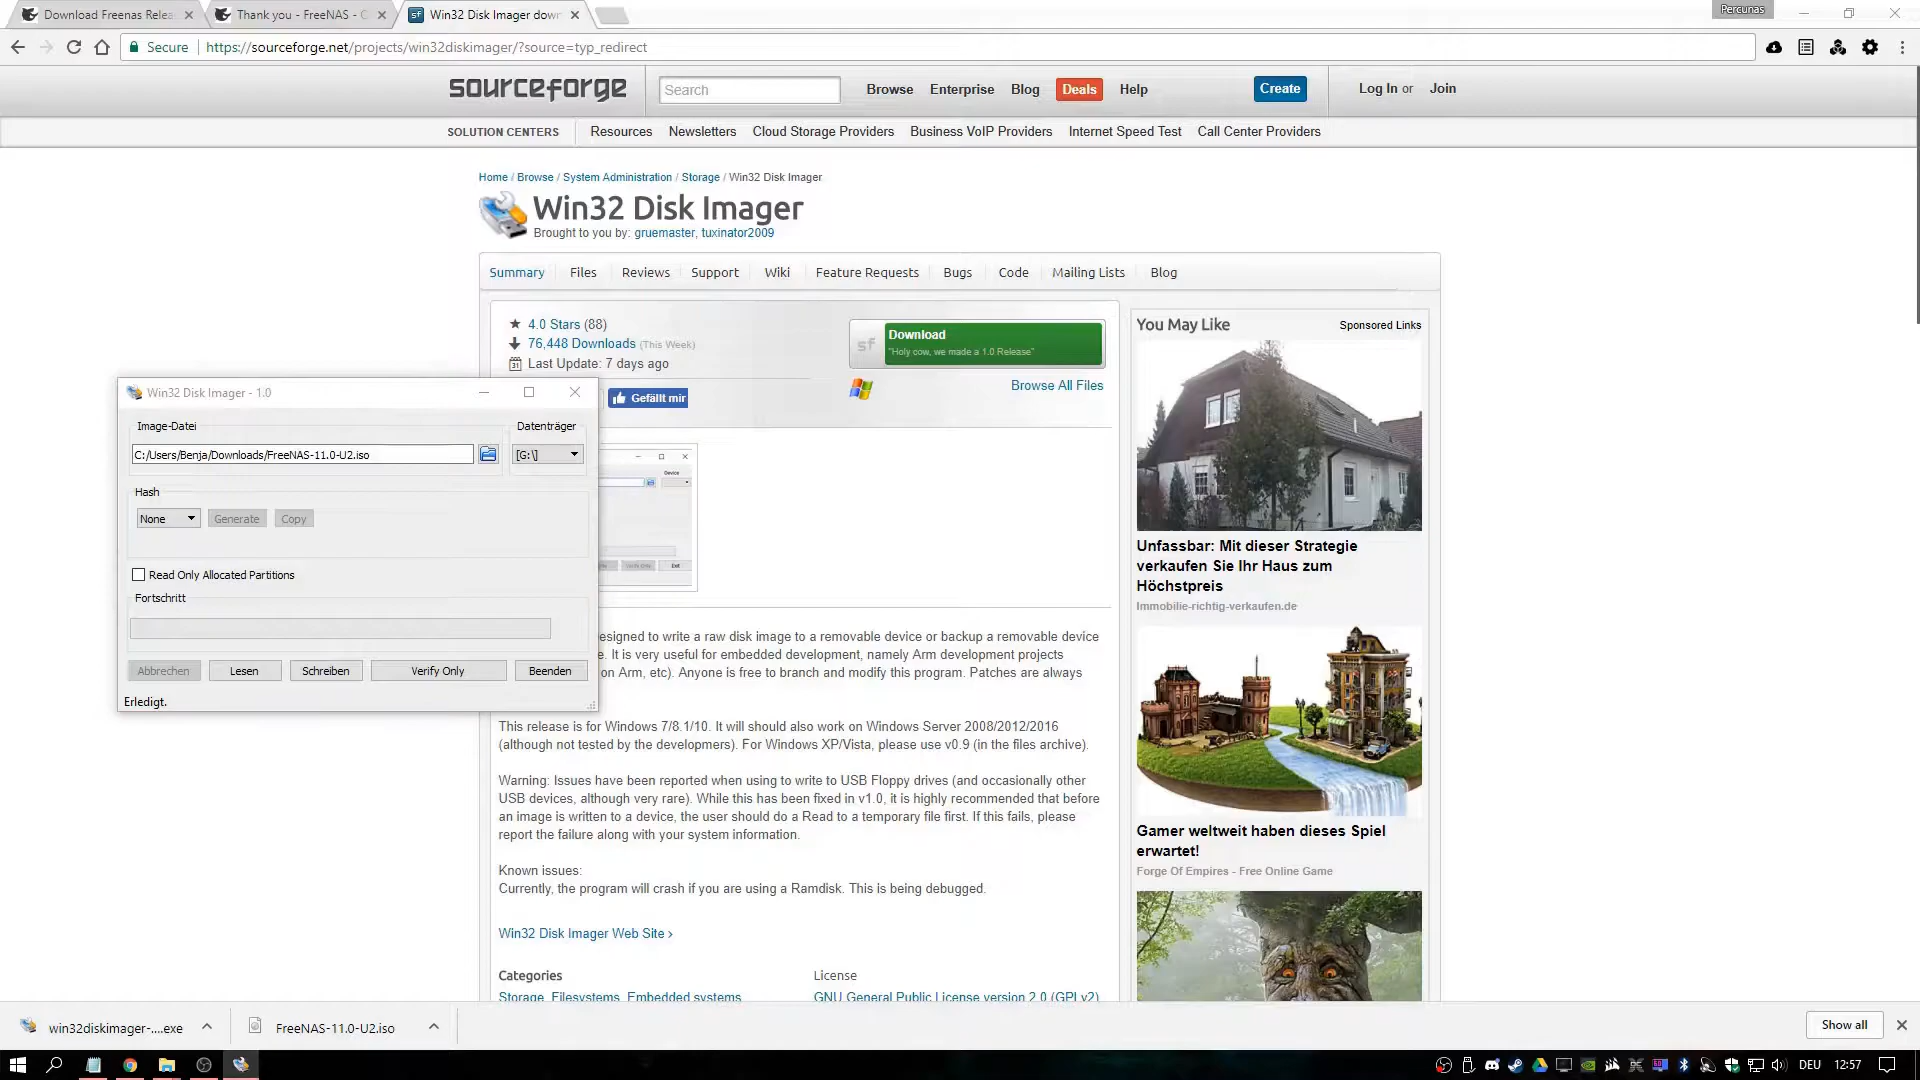 Download Freenas Relea
Thank you - FreeNAS - O
Win32 Disk Imager down
Percunas
Secure
https://sourceforge.net/projects/win32diskimager/?source=typ_redirect
sourceforge
Search
Browse
Enterprise
Blog
Deals
Help
Create
Log In or Join
SOLUTION CENTERS
Resources
Newsletters
Cloud Storage Providers
Business VoIP Providers
Internet Speed Test
Call Center Providers
Home / Browse / System Administration / Storage / Win32 Disk Imager
Win32 Disk Imager
Brought to you by: gruemaster, tuxinator2009
Summary
Files
Reviews
Support
Wiki
Feature Requests
Bugs
Code
Mailing Lists
Blog
4.0 Stars (88)
76,448 Downloads (This Week)
Last Update: 7 days ago
sf
Download
"Holy cow, we made a 1.0 Release"
Browse All Files
Gefällt mir
Win32 Disk Imager - 1.0
Image-Datei
Datenträger
C:/Users/Benja/Downloads/FreeNAS-11.0-U2.iso
[G:\]
Hash
None
Generate
Copy
Read Only Allocated Partitions
Fortschritt
Abbrechen
Lesen
Schreiben
Verify Only
Beenden
Erledigt.
Device
Verify Only
Exit
esigned to write a raw disk image to a removable device or backup a removable device
e. It is very useful for embedded development, namely Arm development projects
on Arm, etc). Anyone is free to branch and modify this program. Patches are always
This release is for Windows 7/8.1/10. It will should also work on Windows Server 2008/2012/2016
(although not tested by the developmers). For Windows XP/Vista, please use v0.9 (in the files archive).
Warning: Issues have been reported when using to write to USB Floppy drives (and occasionally other
USB devices, although very rare). While this has been fixed in v1.0, it is highly recommended that before
an image is written to a device, the user should do a Read to a temporary file first. If this fails, please
report the failure along with your system information.
Known issues:
Currently, the program will crash if you are using a Ramdisk. This is being debugged.
Win32 Disk Imager Web Site >
Categories
Storage, Filesystems, Embedded systems
License
GNU General Public License version 2.0 (GPLv2)
You May Like
Sponsored Links
Unfassbar: Mit dieser Strategie
verkaufen Sie Ihr Haus zum
Höchstpreis
Immobilie-richtig-verkaufen.de
Gamer weltweit haben dieses Spiel
erwartet!
Forge Of Empires - Free Online Game
win32diskimager-....exe
FreeNAS-11.0-U2.iso
Show all
DEU
12:57